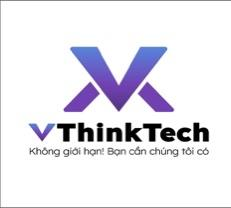 vThinkTech
Không giới hạn! Bạn cần chúng tôi có